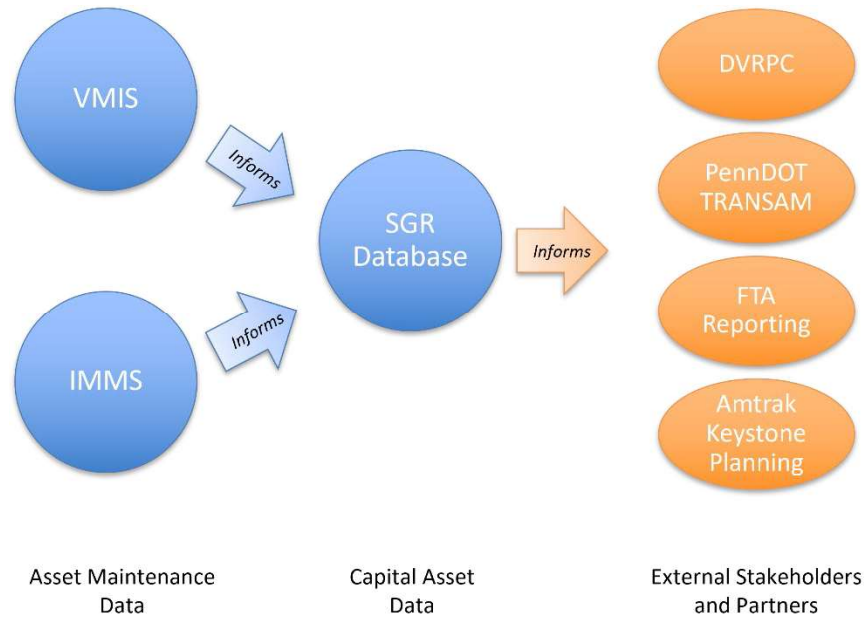 VMIS
Informs
IMMS
Informs
SGR
Database
Informs
DVRPC
PennDOT
TRANSAM
FTA
Reporting
Amtrak
Keystone
Planning
Asset Maintenance
Data
Capital Asset
Data
External Stakeholders
and Partners